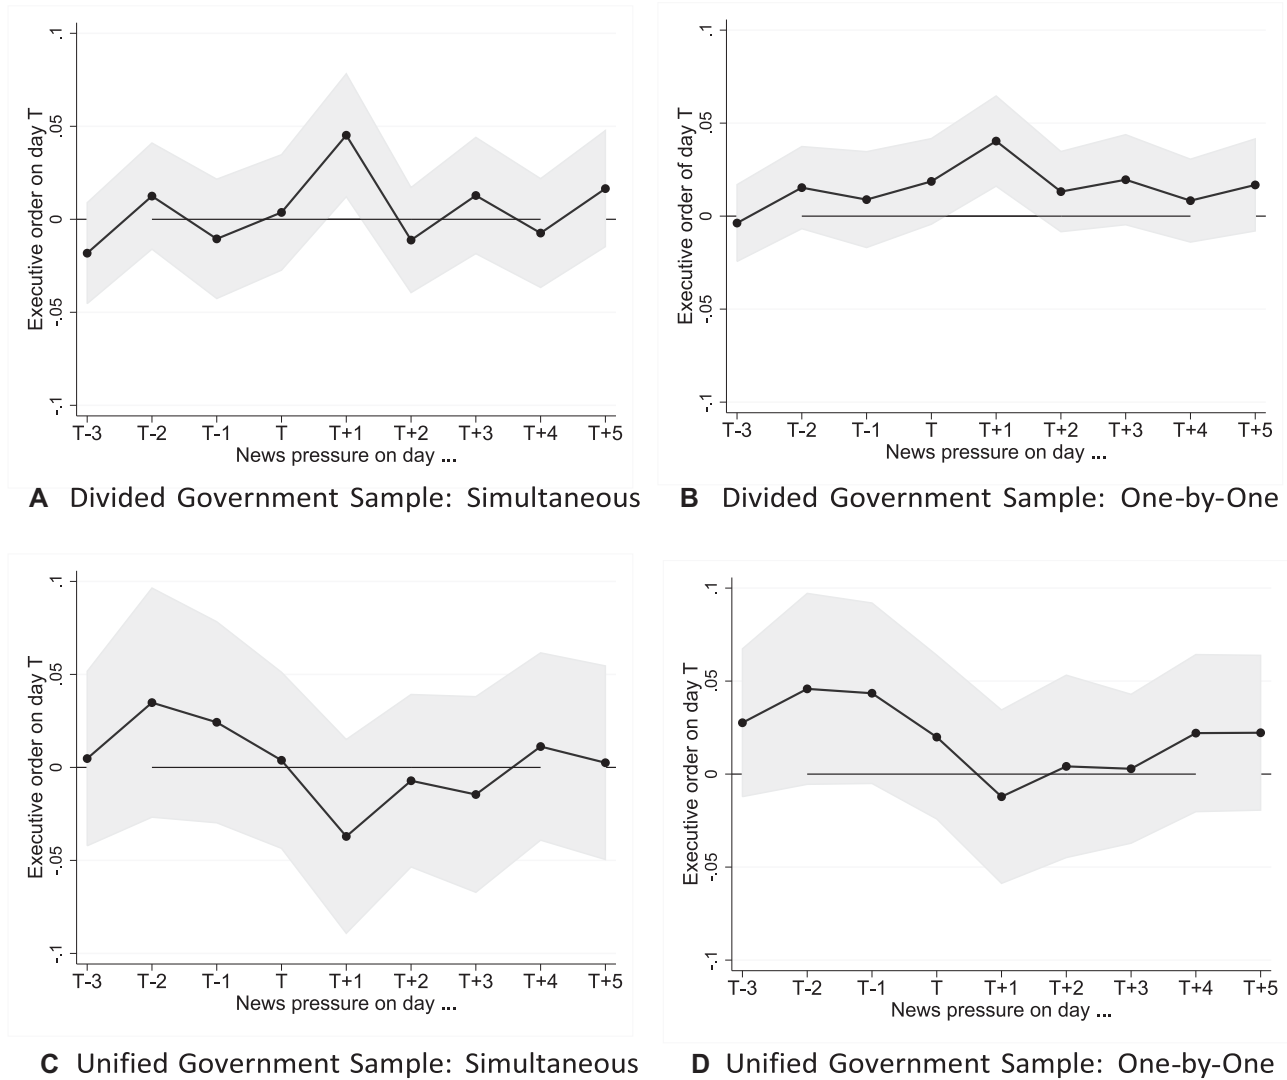 .1
.05
0
-.05
-.1
Executive order on day T
T-3 T-2 T-1 T T+1 T+2 T+3 T+4 T+5
News pressure on day ...
A Divided Government Sample: Simultaneous
.1
.05
0
-.05
-.1
Executive order of day T
T-3 T-2 T-1 T T+1 T+2 T+3 T+4 T+5
News pressure on day ...
B Divided Government Sample: One-by-One
.1
.05
0
-.05
-.1
Executive order on day T
T-3 T-2 T-1 T T+1 T+2 T+3 T+4 T+5
News pressure on day ...
C Unified Government Sample: Simultaneous
.1
.05
0
-.05
-.1
Executive order on day T
T-3 T-2 T-1 T T+1 T+2 T+3 T+4 T+5
News pressure on day ...
D Unified Government Sample: One-by-One